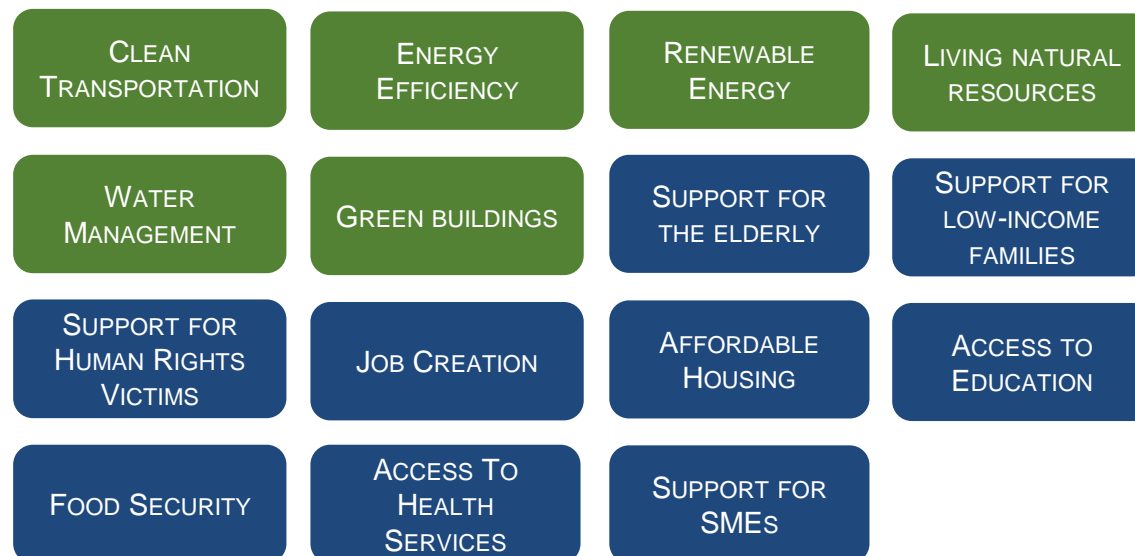 Clean
Transportation
Energy
Efficiency
Renewable
Energy
Living natural
resources
Water
Management
Green buildings
Support for
the elderly
Support for
low-income
families
Support for
Human Rights
Victims
Job Creation
Affordable
Housing
Access to
Education
Food Security
Access To
Health
Services
Support for
SMEs